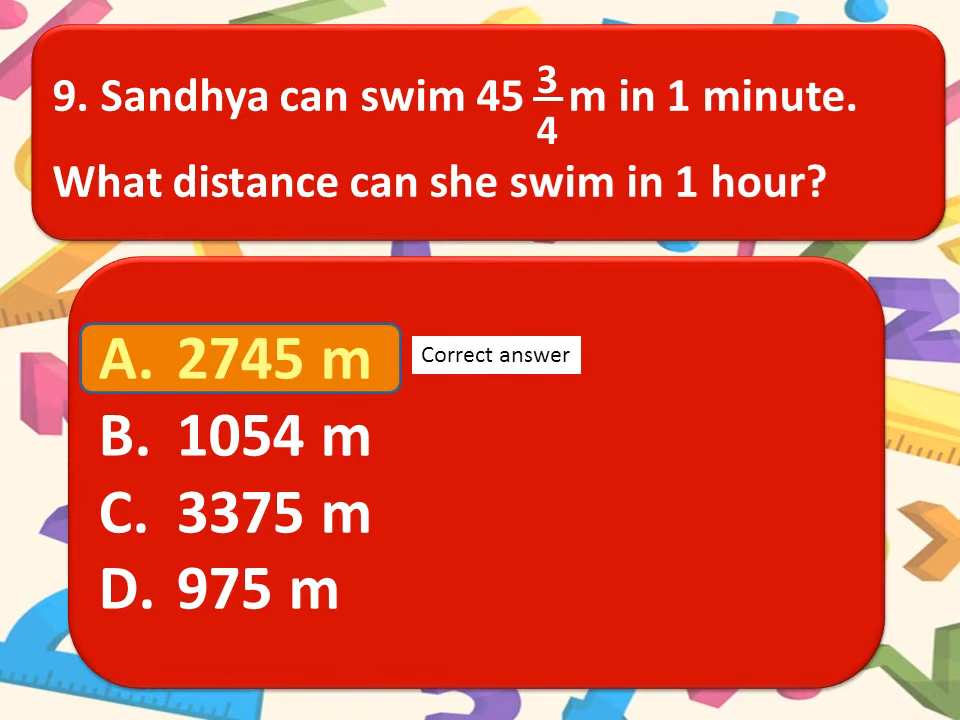 9. Sandhya can swim 45 3/4 m in 1 minute.
What distance can she swim in 1 hour?
A. 2745 m
Correct answer
B. 1054 m
C. 3375 m
D. 975 m